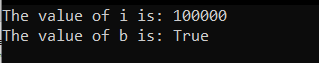 The value of i is: 100000
The value of b is: True